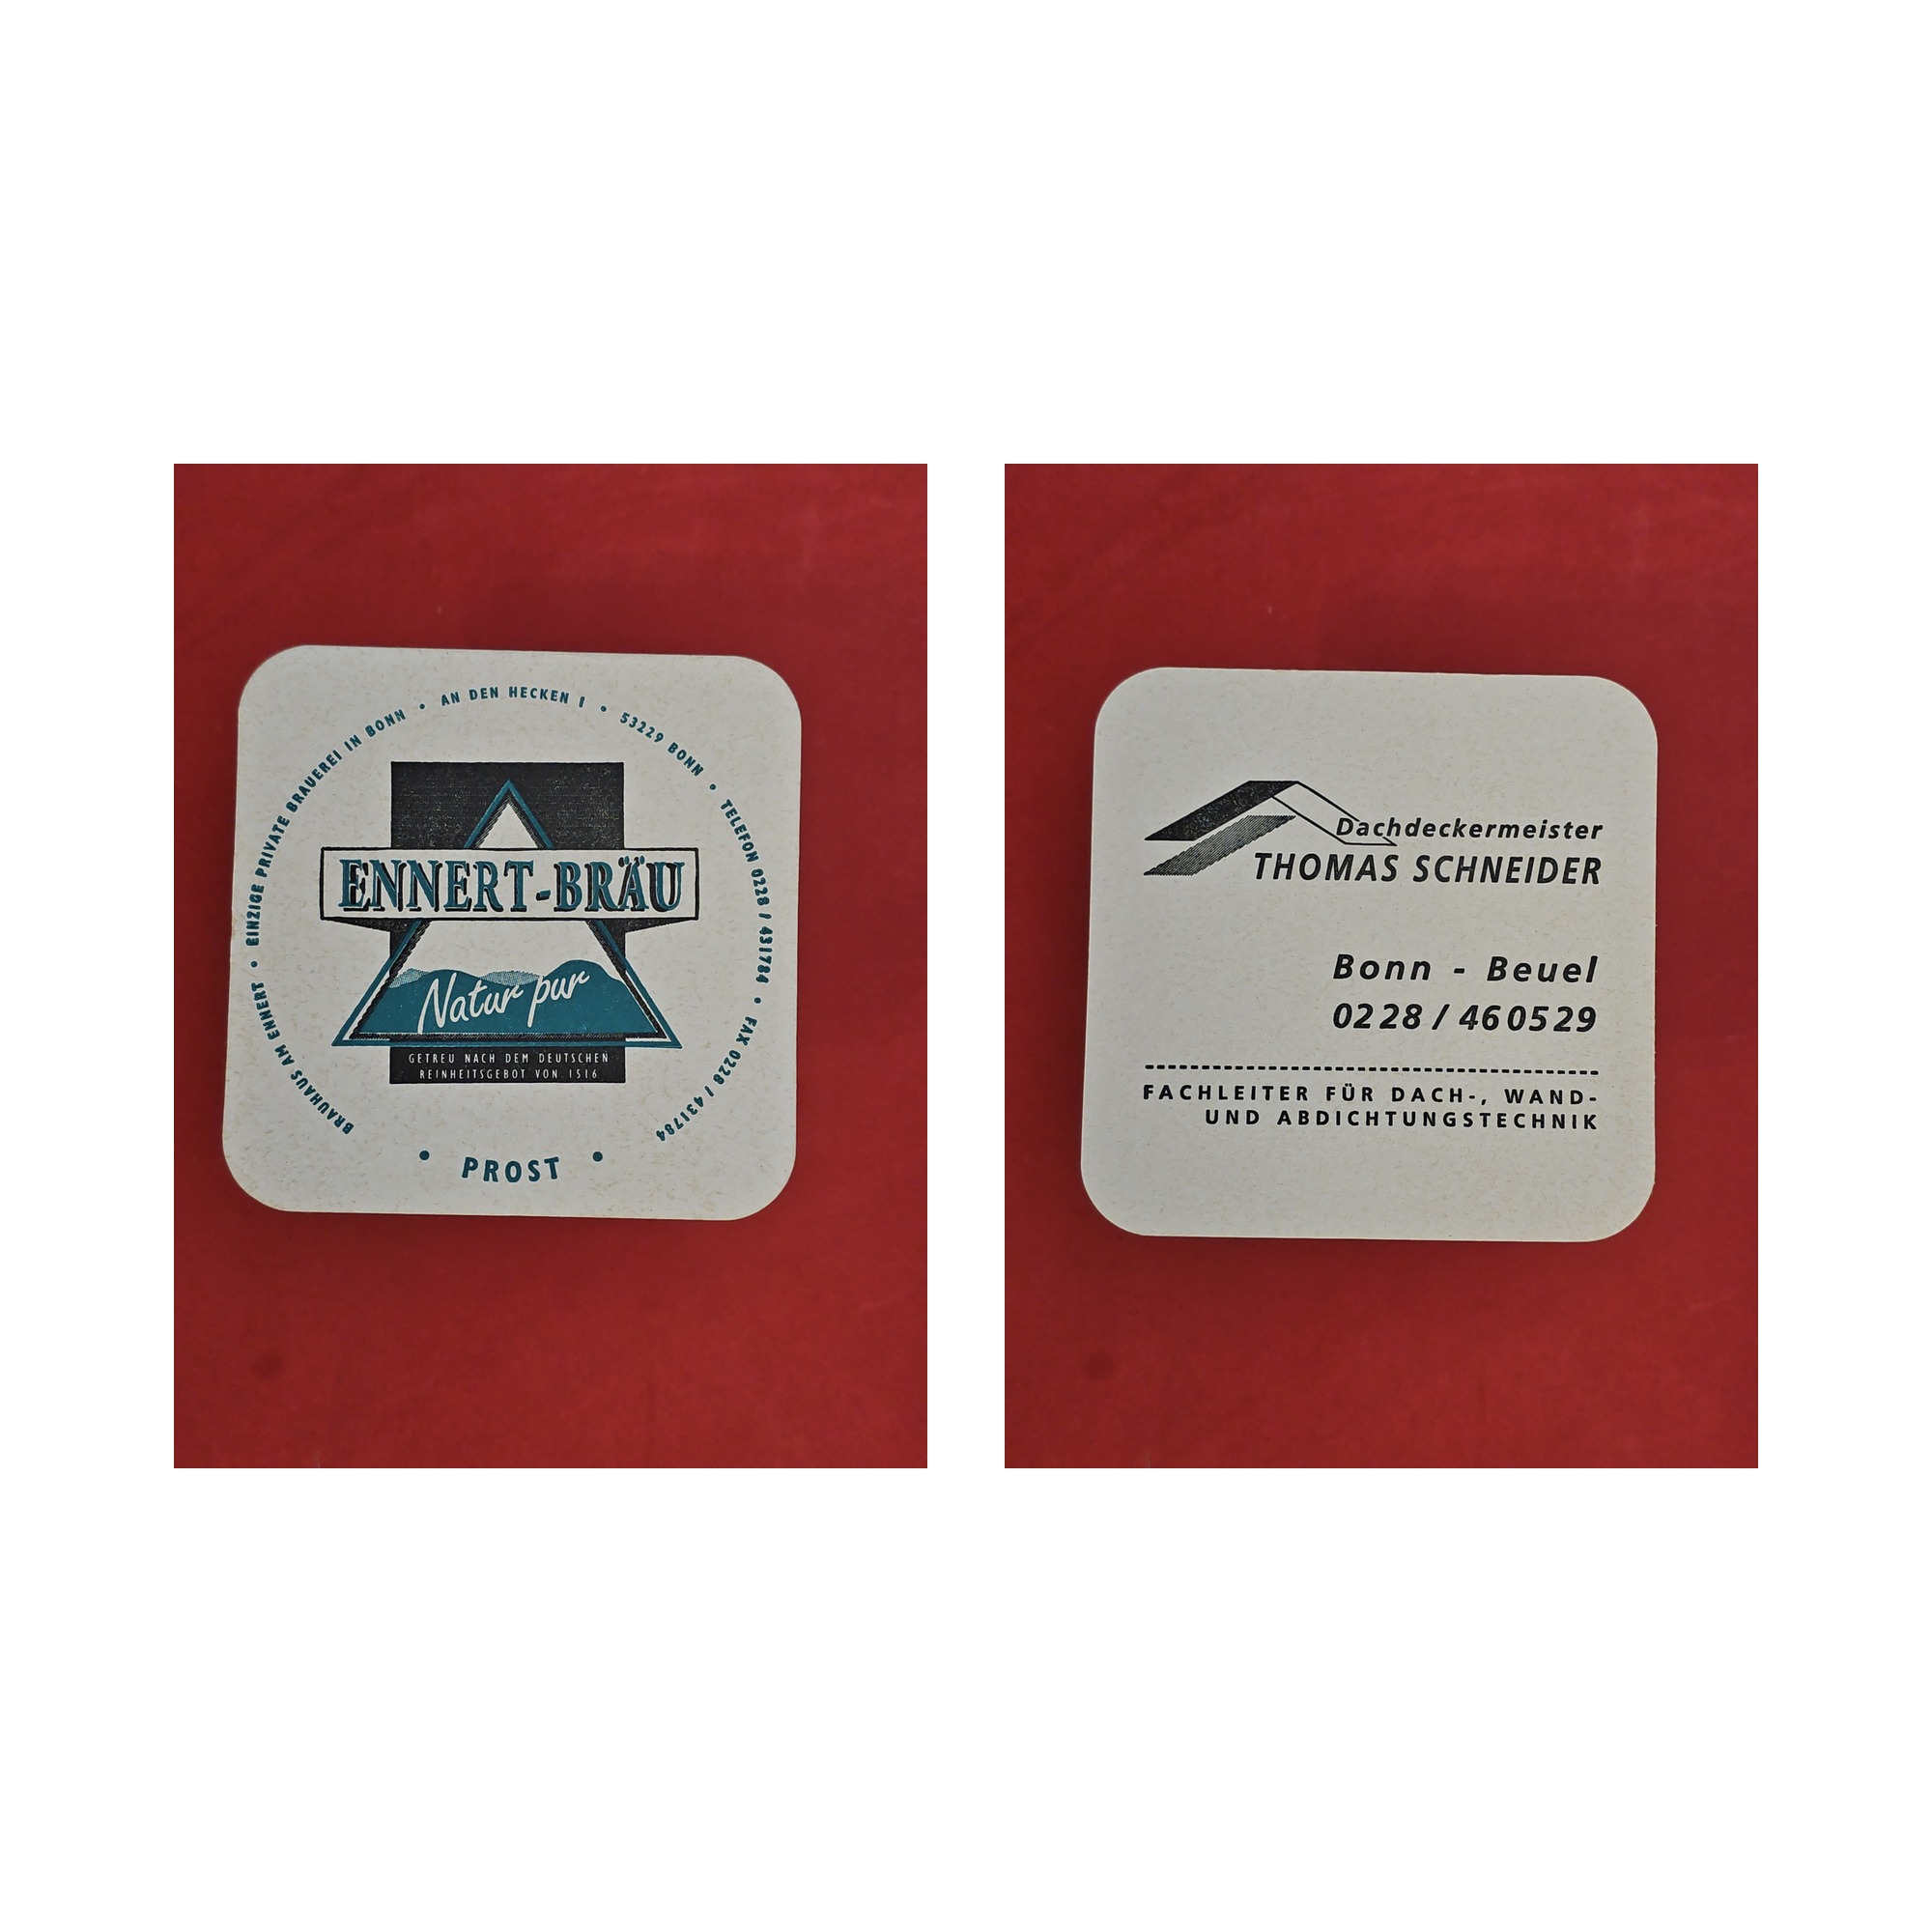 BRAUHAUS AM ENNERT • EINZIGE PRIVATE BRAUEREI IN BONN • AN DEN HECKEN 1 • 53229 BONN • TELEFON 0228 / 431784 • FAX 0228 / 431784
ENNERT-BRÄU
Natur pur
GETREU NACH DEM DEUTSCHEN
REINHEITSGEBOT VON 1516
• PROST •
Dachdeckermeister
THOMAS SCHNEIDER
Bonn - Beuel
0228 / 460529
FACHLEITER FÜR DACH-, WAND-
UND ABDICHTUNGSTECHNIK